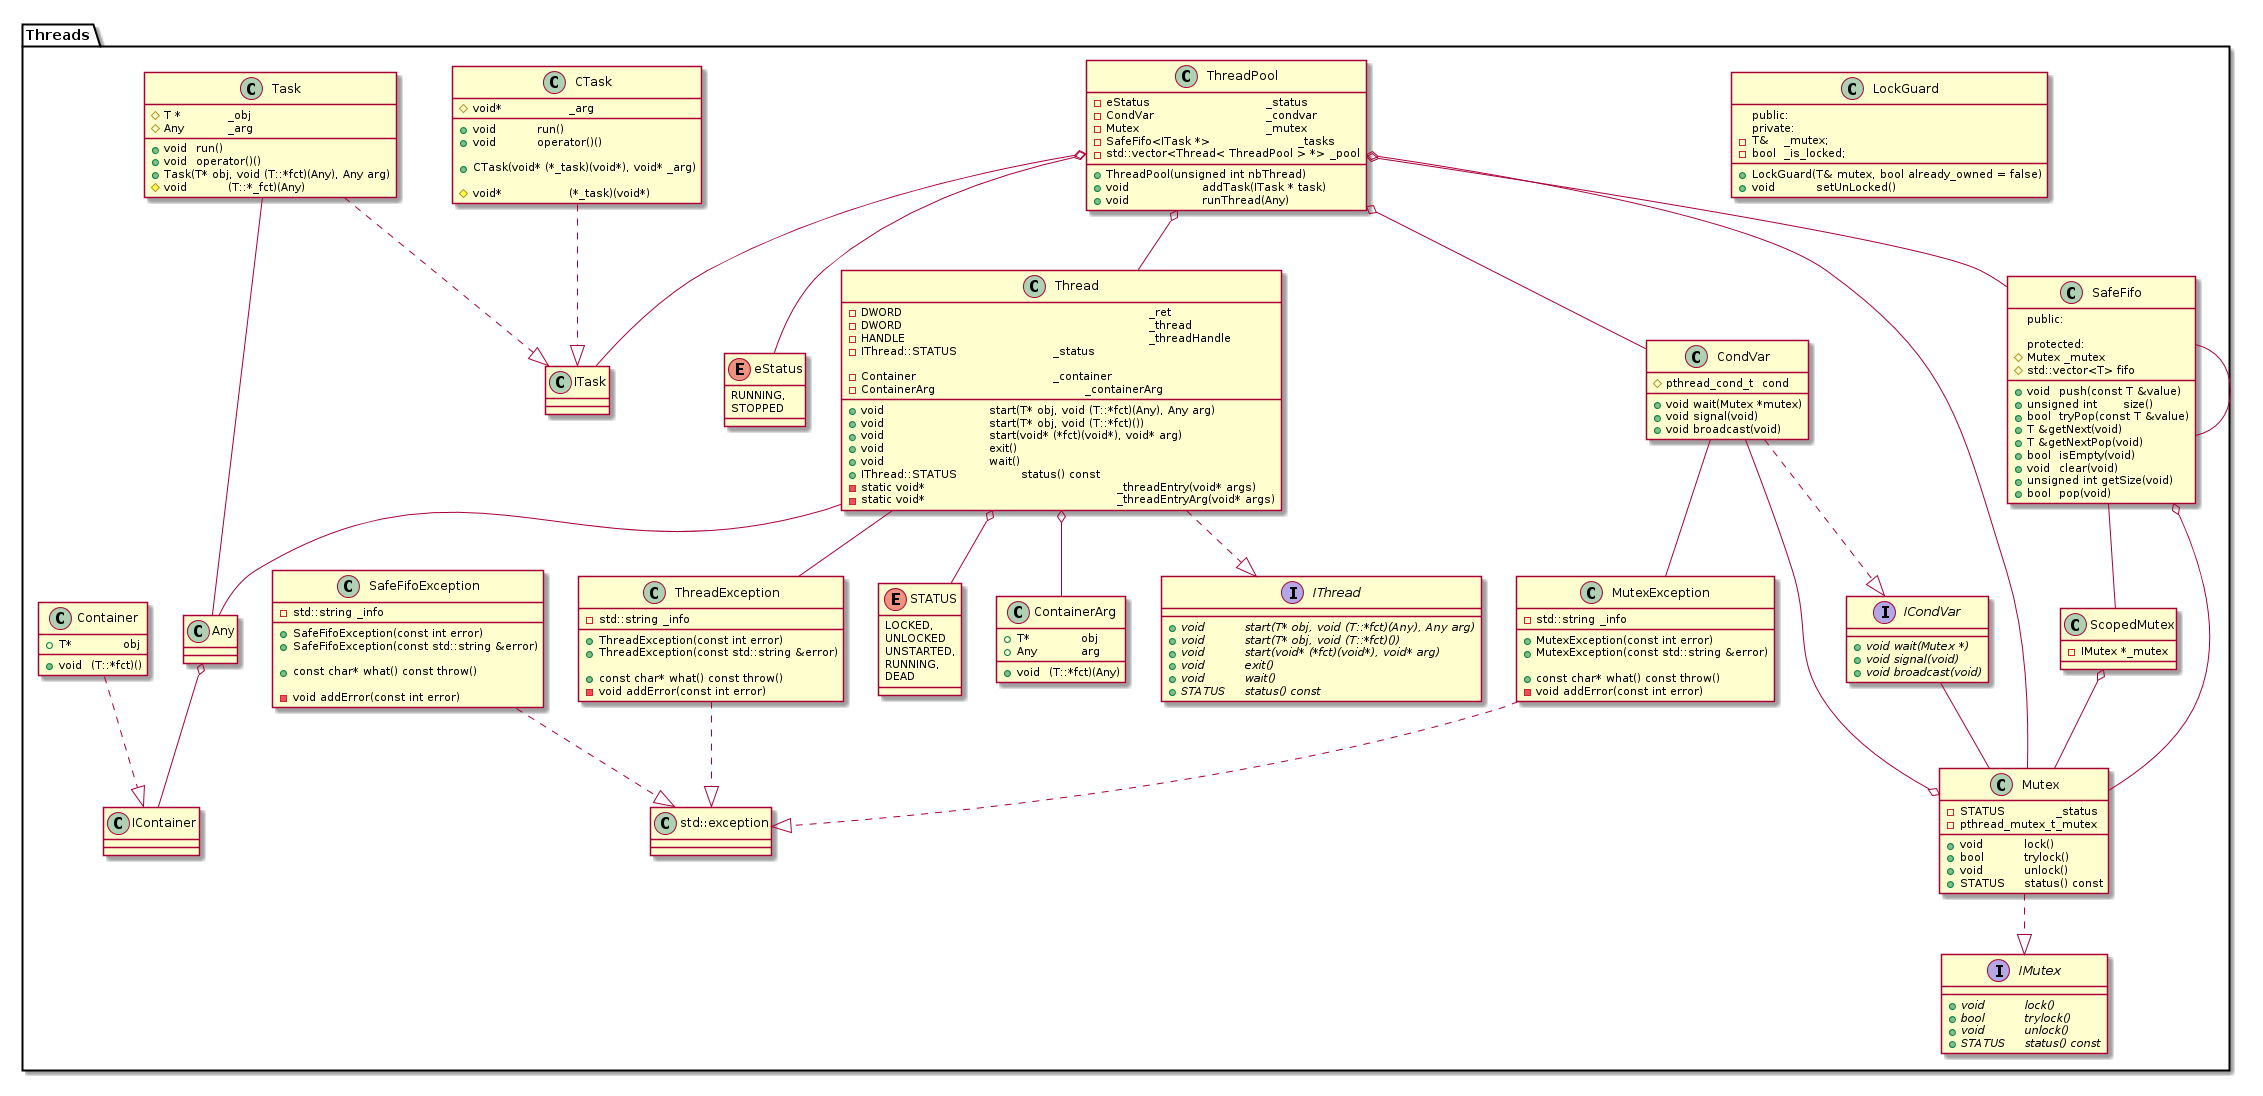 Threads
C Task
T * _obj
Any _arg
void run()
void operator()()
Task(T* obj, void (T::*fct)(Any), Any arg)
void (T::*_fct)(Any)
C CTask
void* _arg
void run()
void operator()()
CTask(void* (*_task)(void*), void* _arg)
void* (*_task)(void*)
C ThreadPool
eStatus _status
CondVar _condvar
Mutex _mutex
SafeFifo<ITask *> _tasks
std::vector<Thread< ThreadPool > *> _pool
ThreadPool(unsigned int nbThread)
void addTask(ITask * task)
void runThread(Any)
C LockGuard
public:
private:
T& _mutex;
bool _is_locked;
LockGuard(T& mutex, bool already_owned = false)
void setUnLocked()
C ITask
E eStatus
RUNNING,
STOPPED
C Thread
DWORD _ret
DWORD _thread
HANDLE _threadHandle
IThread::STATUS _status
Container _container
ContainerArg _containerArg
void start(T* obj, void (T::*fct)(Any), Any arg)
void start(T* obj, void (T::*fct)())
void start(void* (*fct)(void*), void* arg)
void exit()
void wait()
IThread::STATUS status() const
static void* _threadEntry(void* args)
static void* _threadEntryArg(void* args)
C CondVar
pthread_cond_t cond
void wait(Mutex *mutex)
void signal(void)
void broadcast(void)
C SafeFifo
public:
protected:
Mutex _mutex
std::vector<T> fifo
void push(const T &value)
unsigned int size()
bool tryPop(const T &value)
T &getNext(void)
T &getNextPop(void)
bool isEmpty(void)
void clear(void)
unsigned int getSize(void)
bool pop(void)
C Container
T* obj
void (T::*fct)()
C Any
C SafeFifoException
std::string _info
SafeFifoException(const int error)
SafeFifoException(const std::string &error)
const char* what() const throw()
void addError(const int error)
C ThreadException
std::string _info
ThreadException(const int error)
ThreadException(const std::string &error)
const char* what() const throw()
void addError(const int error)
E STATUS
LOCKED,
UNLOCKED
UNSTARTED,
RUNNING,
DEAD
C ContainerArg
T* obj
Any arg
void (T::*fct)(Any)
I IThread
void start(T* obj, void (T::*fct)(Any), Any arg)
void start(T* obj, void (T::*fct)())
void start(void* (*fct)(void*), void* arg)
void exit()
void wait()
STATUS status() const
C MutexException
std::string _info
MutexException(const int error)
MutexException(const std::string &error)
const char* what() const throw()
void addError(const int error)
I ICondVar
void wait(Mutex *)
void signal(void)
void broadcast(void)
C ScopedMutex
IMutex *_mutex
C IContainer
C std::exception
C Mutex
STATUS _status
pthread_mutex_t_mutex
void lock()
bool trylock()
void unlock()
STATUS status() const
I IMutex
void lock()
bool trylock()
void unlock()
STATUS status() const